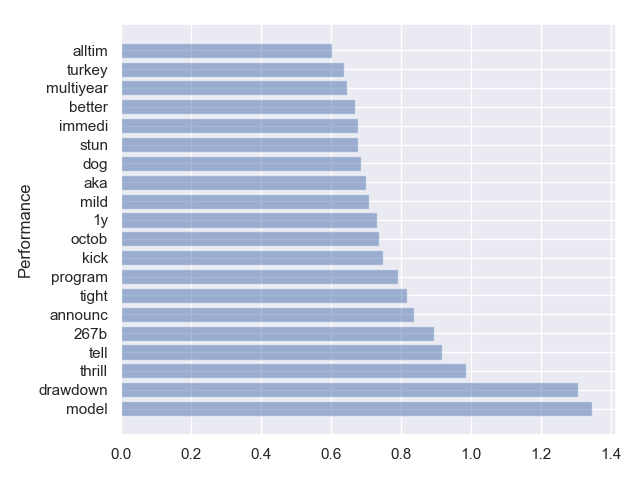 alltim
turkey
multiyear
better
immedi
stun
dog
aka
mild
1y
octob
kick
program
tight
announc
267b
tell
thrill
drawdown
model
Performance
0.0 0.2 0.4 0.6 0.8 1.0 1.2 1.4